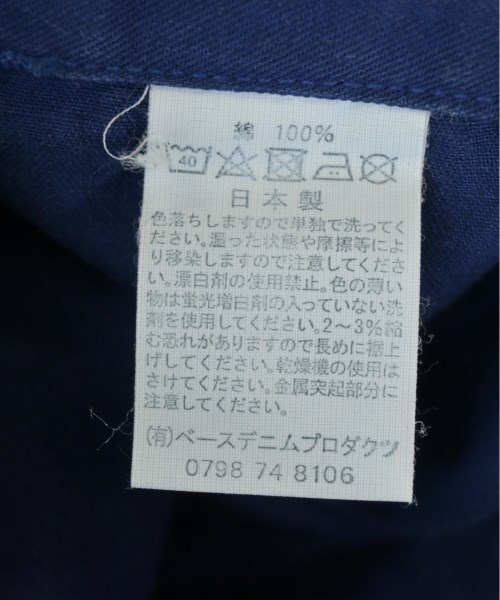 綿 100%
40
日本製
色落ちしますので単独で洗ってく
ださい。湿った状態や摩擦等によ
り移染しますので注意してくださ
い。漂白剤の使用禁止。色の薄い
物は蛍光増白剤の入っていない洗
剤を使用してください。2〜3%縮
む恐れがありますので長めに裾上
げしてください。乾燥機の使用は
さけてください。金属突起部分に
注意してください。
(有)ベースデニムプロダクツ
0798 74 8106